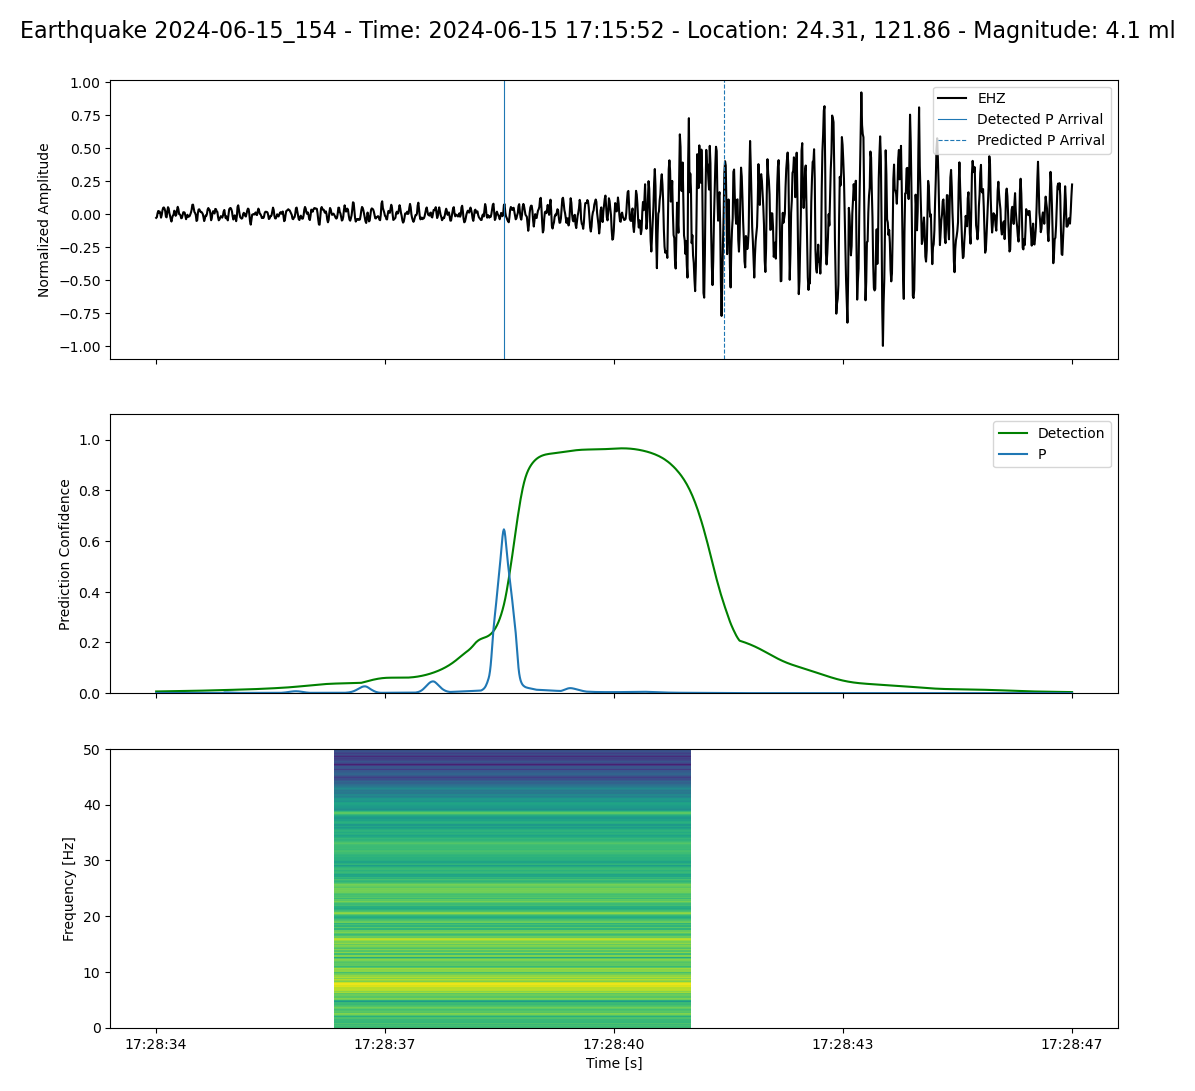 Earthquake 2024-06-15_154 - Time: 2024-06-15 17:15:52 - Location: 24.31, 121.86 - Magnitude: 4.1 ml
1.00
0.75
0.50
0.25
0.00
−0.25
−0.50
−0.75
−1.00
Normalized Amplitude
EHZ
Detected P Arrival
Predicted P Arrival
1.0
0.8
0.6
0.4
0.2
0.0
Prediction Confidence
Detection
P
50
40
30
20
10
0
Frequency [Hz]
17:28:34 17:28:37 17:28:40 17:28:43 17:28:47
Time [s]